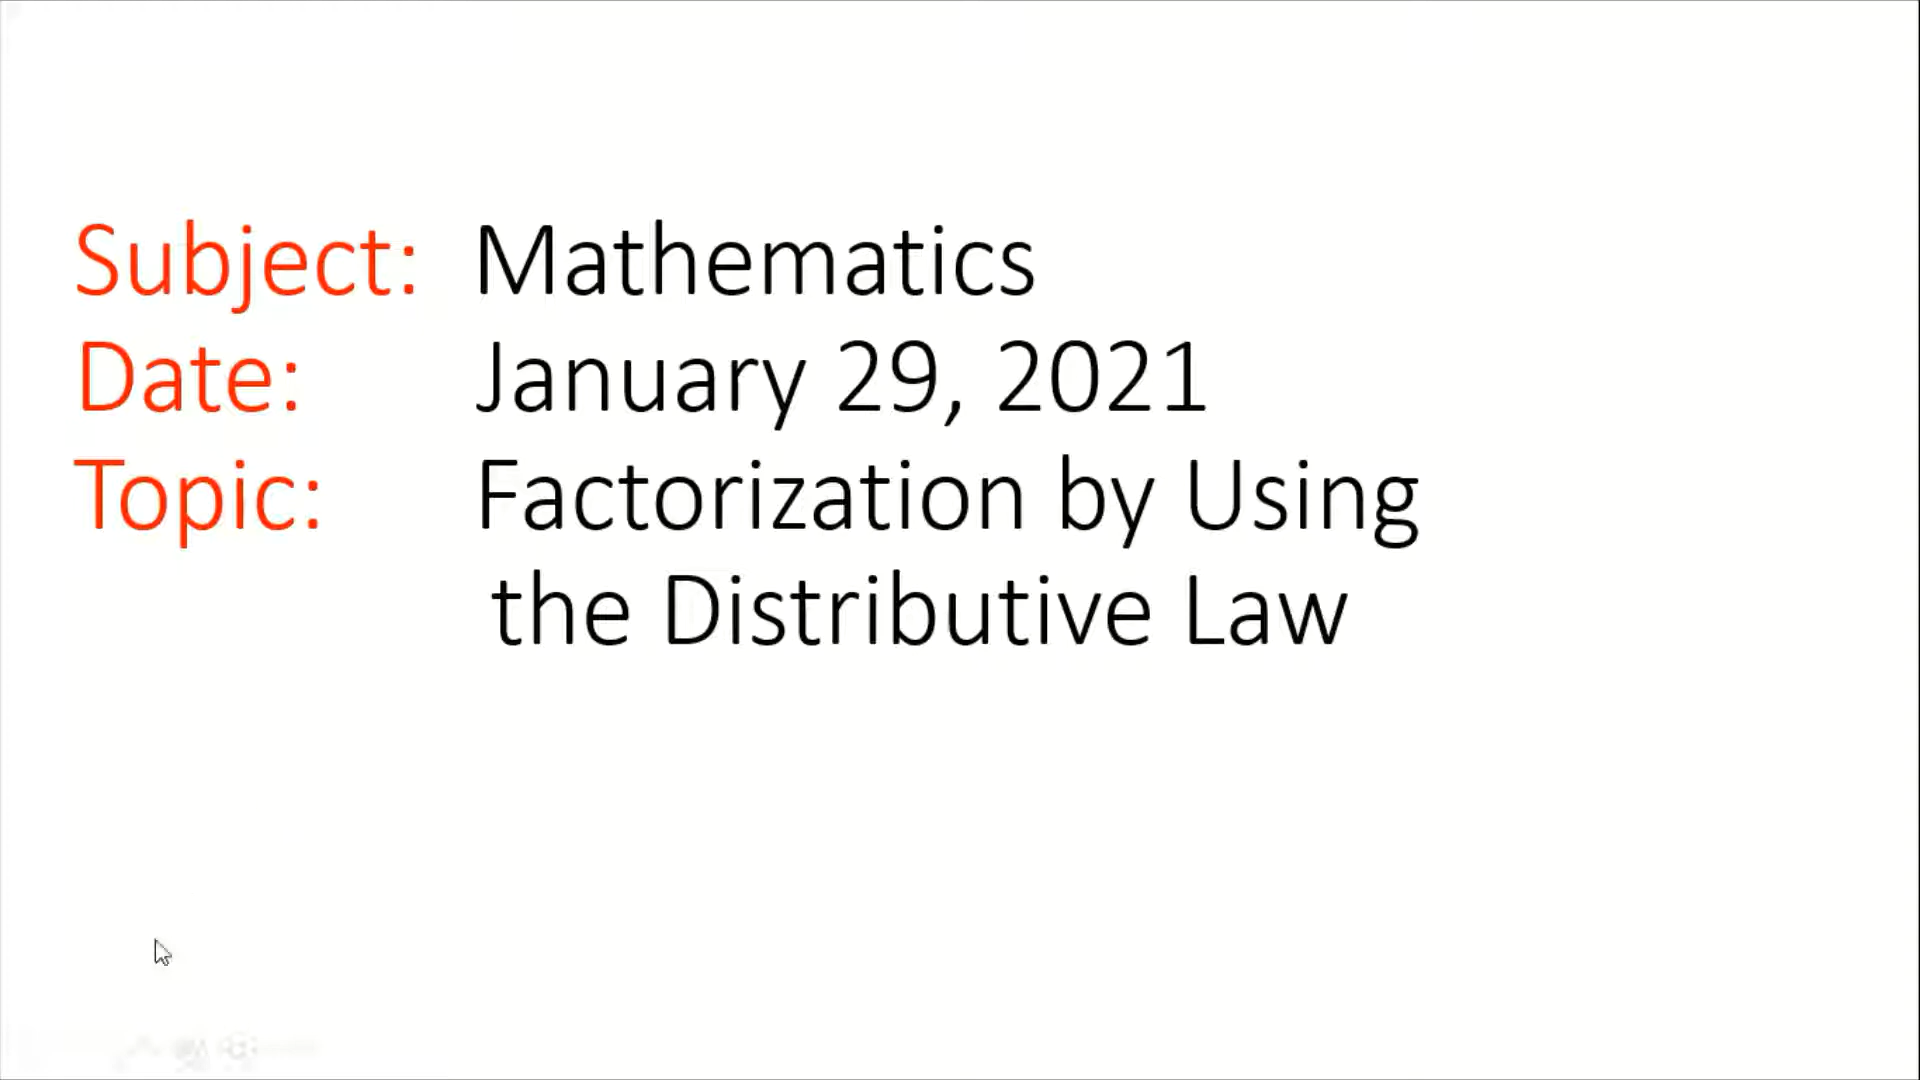 Subject: Mathematics
Date: January 29, 2021
Topic: Factorization by Using
the Distributive Law